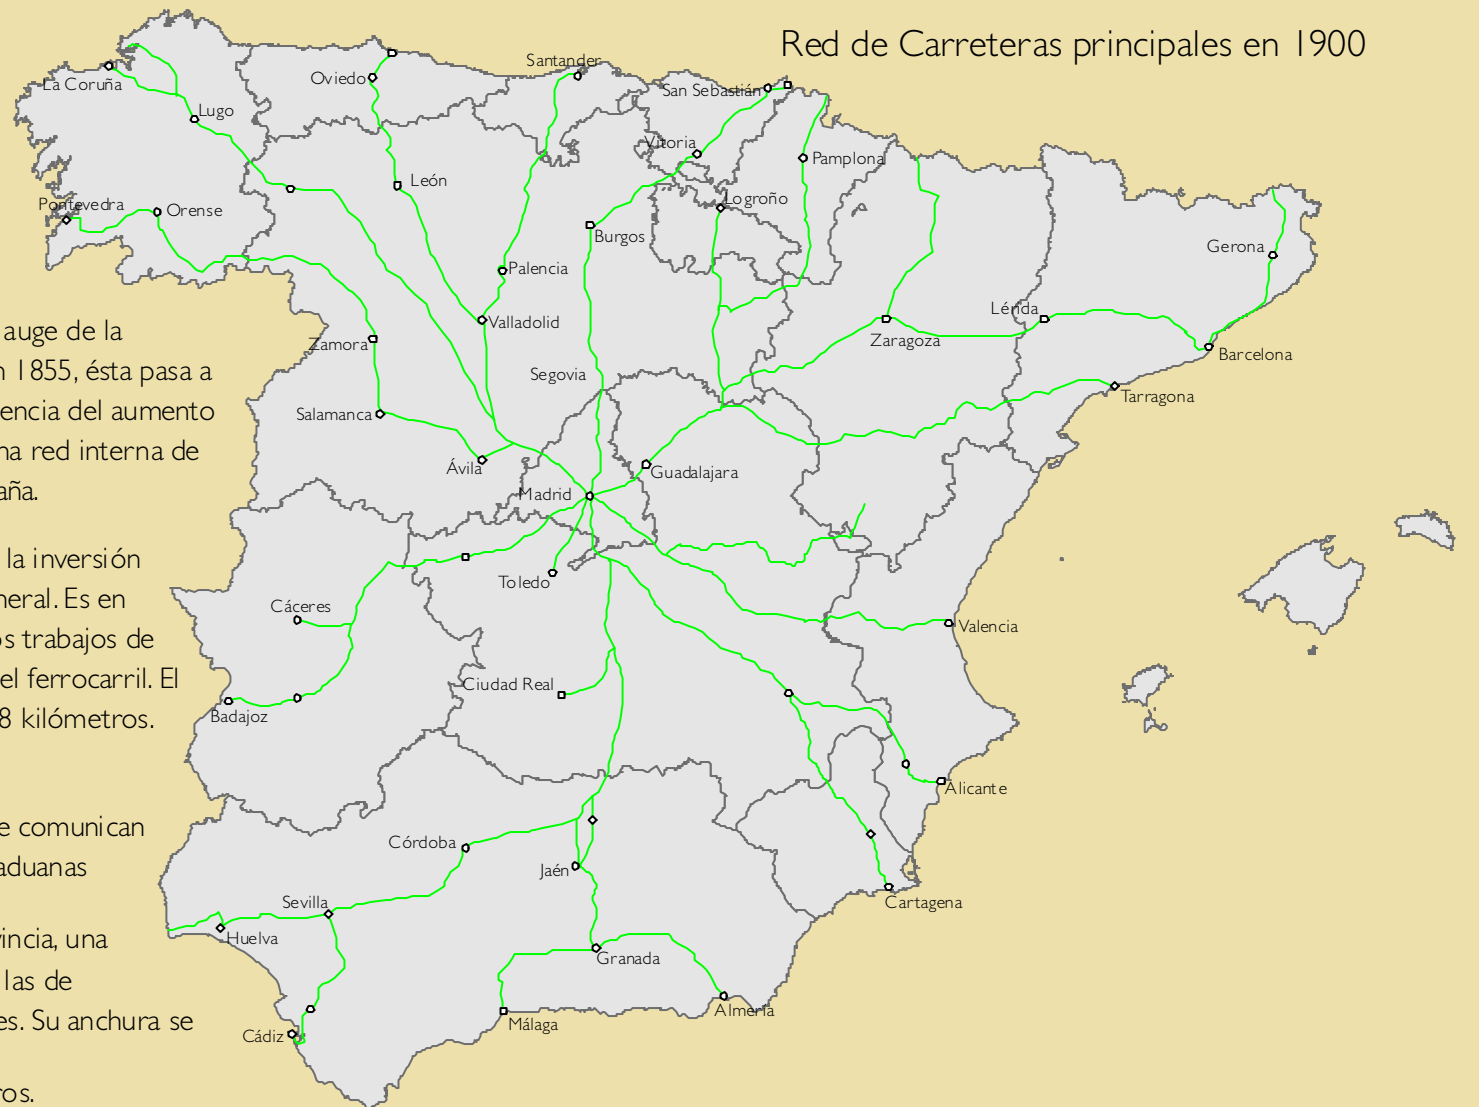 Red de Carreteras principales en 1900
La Coruña
Lugo
Oviedo
Santander
San Sebastián
Vitoria
Pamplona
León
Logroño
Pontevedra
Orense
Burgos
Gerona
Palencia
Valladolid
Zamora
Lérida
Zaragoza
Barcelona
Segovia
Tarragona
Salamanca
Ávila
Guadalajara
Madrid
Toledo
Cáceres
Valencia
Ciudad Real
Badajoz
Alicante
Córdoba
Jaén
Cartagena
Sevilla
Huelva
Granada
Almería
Málaga
Cádiz
auge de la
n 1855, ésta pasa a
encia del aumento
na red interna de
aña.
la inversión
neral. Es en
os trabajos de
el ferrocarril. El
8 kilómetros.
e comunican
aduanas
vincia, una
las de
es. Su anchura se
ros.